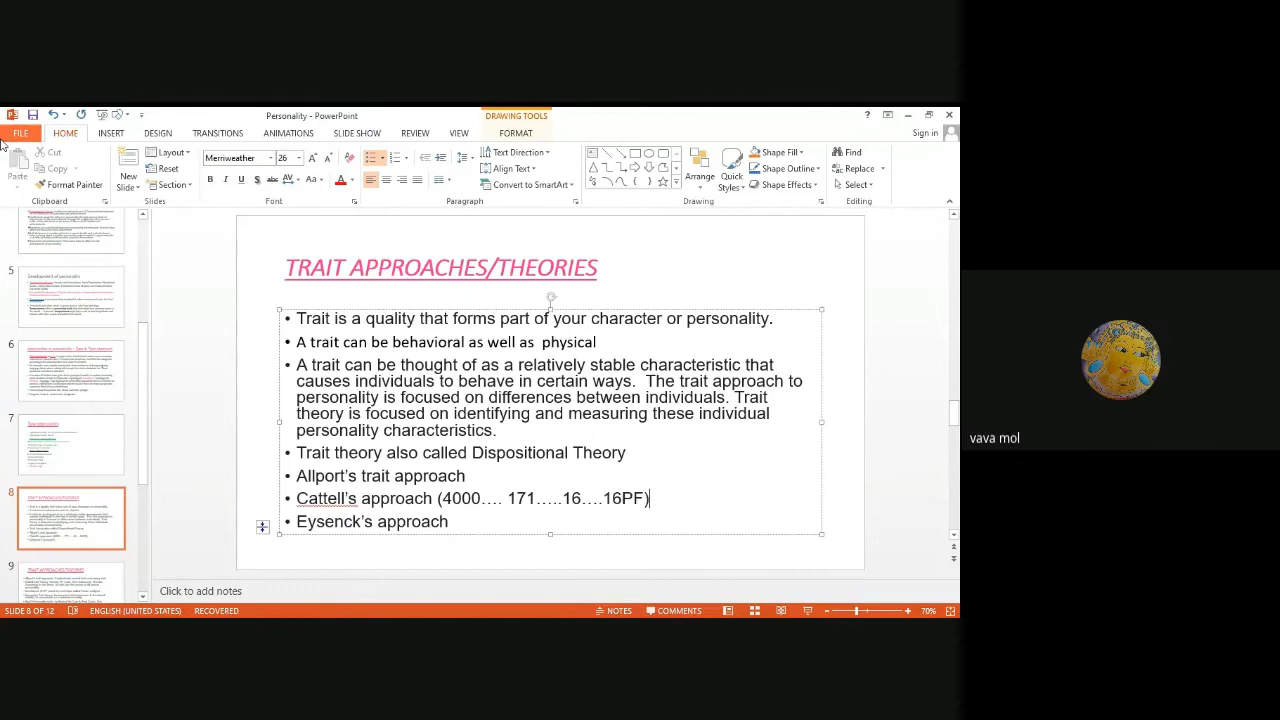 Personality - PowerPoint
DRAWING TOOLS
FILE HOME INSERT DESIGN TRANSITIONS ANIMATIONS SLIDE SHOW REVIEW VIEW FORMAT Sign in
Cut Copy Format Painter Paste Clipboard
New Slide Layout Reset Section Slides
Merriweather 26 Font
Text Direction Align Text Convert to SmartArt Paragraph
Arrange Quick Styles Shape Fill Shape Outline Shape Effects Drawing
Find Replace Select Editing
5
6
7
8
9
TRAIT APPROACHES/THEORIES
• Trait is a quality that forms part of your character or personality.
• A trait can be behavioral as well as physical
• A trait can be thought of as a relatively stable characteristic that
causes individuals to behave in certain ways. The trait approach to
personality is focused on differences between individuals. Trait
theory is focused on identifying and measuring these individual
personality characteristics.
• Trait theory also called Dispositional Theory
• Allport's trait approach
• Cattell's approach (4000…. 171…..16….16PF)
• Eysenck's approach
Click to add notes
SLIDE 8 OF 12 ENGLISH (UNITED STATES) RECOVERED NOTES COMMENTS 70%
vava mol